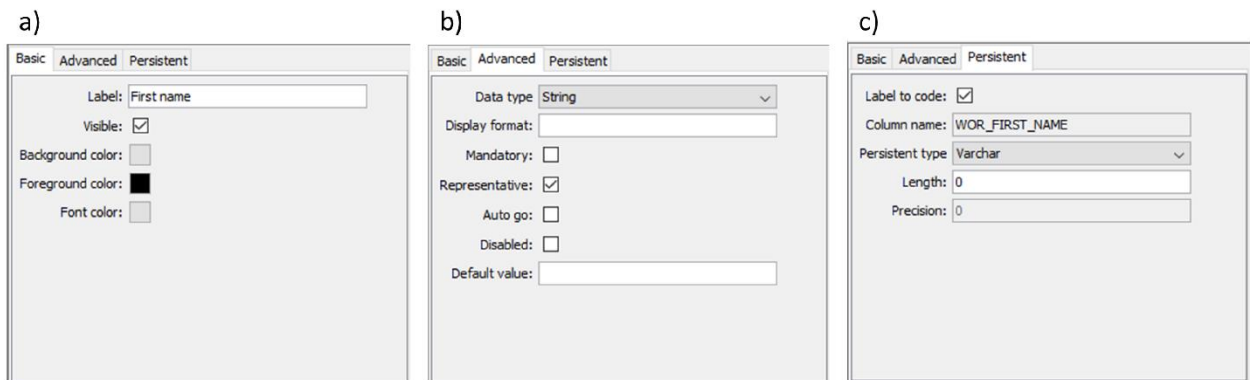 a)
Basic Advanced Persistent
Label: First name
Visible:
Background color:
Foreground color:
Font color:
b)
Basic Advanced Persistent
Data type String
Display format:
Mandatory:
Representative:
Auto go:
Disabled:
Default value:
c)
Basic Advanced Persistent
Label to code:
Column name: WOR_FIRST_NAME
Persistent type Varchar
Length: 0
Precision: 0